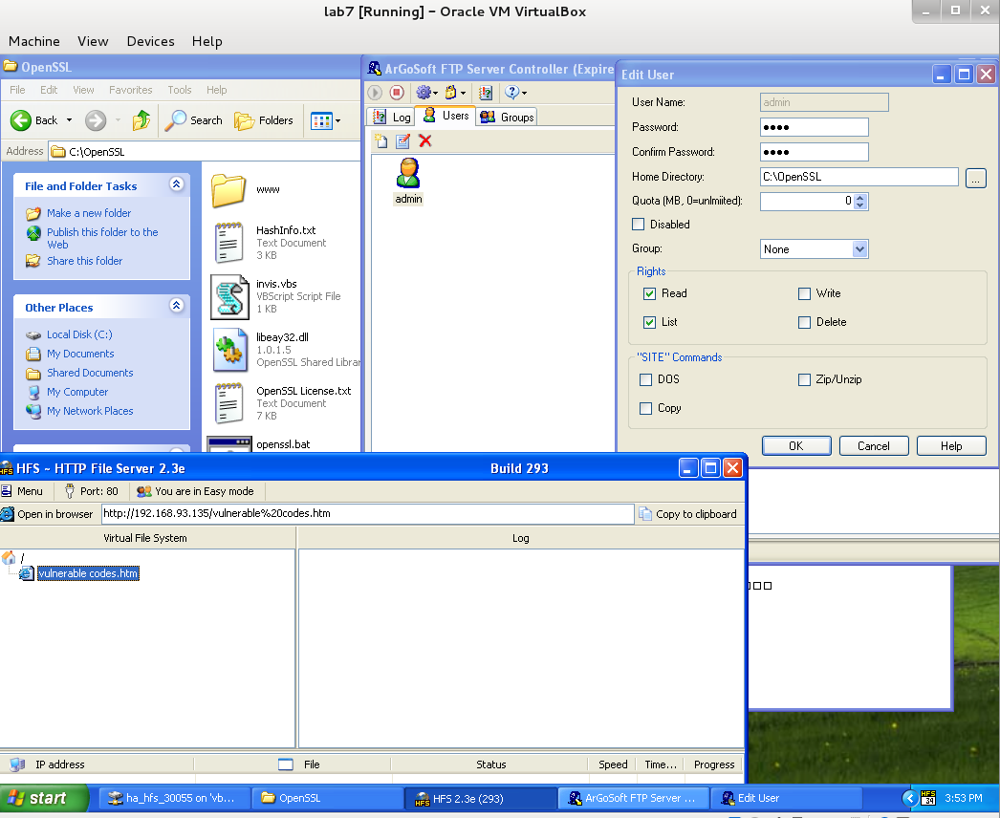 lab7 [Running] - Oracle VM VirtualBox
Machine View Devices Help
OpenSSL
File Edit View Favorites Tools Help
Back Search Folders
Address C:\OpenSSL
File and Folder Tasks
Make a new folder
Publish this folder to the
Web
Share this folder
Other Places
Local Disk (C:)
My Documents
Shared Documents
My Computer
My Network Places
www
HashInfo.txt
Text Document
3 KB
invis.vbs
VBScript Script File
1 KB
libeay32.dll
1.0.1.5
OpenSSL Shared Librar
OpenSSL License.txt
Text Document
7 KB
openssl.bat
ArGoSoft FTP Server Controller (Expire
Log Users Groups
admin
Edit User
User Name: admin
Password: ●●●●
Confirm Password: ●●●●
Home Directory: C:\OpenSSL ...
Quota (MB, 0=unlmiited): 0
Disabled
Group: None
Rights
Read Write
List Delete
"SITE" Commands
DOS Zip/Unzip
Copy
OK Cancel Help
HFS ~ HTTP File Server 2.3e Build 293
Menu Port: 80 You are in Easy mode
Open in browser http://192.168.93.135/vulnerable%20codes.htm Copy to clipboard
Virtual File System Log
/
vulnerable codes.htm
IP address File Status Speed Time... Progress
start ha_hfs_30055 on 'vb... OpenSSL HFS 2.3e (293) ArGoSoft FTP Server ... Edit User 3:53 PM